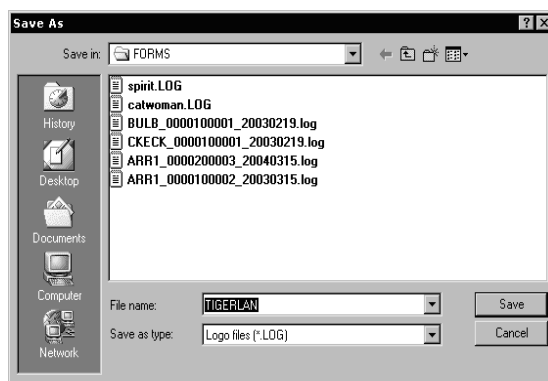 Save As
Save in: FORMS
History
Desktop
Documents
Computer
Network
spirit.LOG
catwoman.LOG
BULB_0000100001_20030219.log
CKECK_0000100001_20030219.log
ARR1_0000200003_20040315.log
ARR1_0000100002_20030315.log
File name: TIGERLAN Save
Save as type: Logo files (*.LOG) Cancel